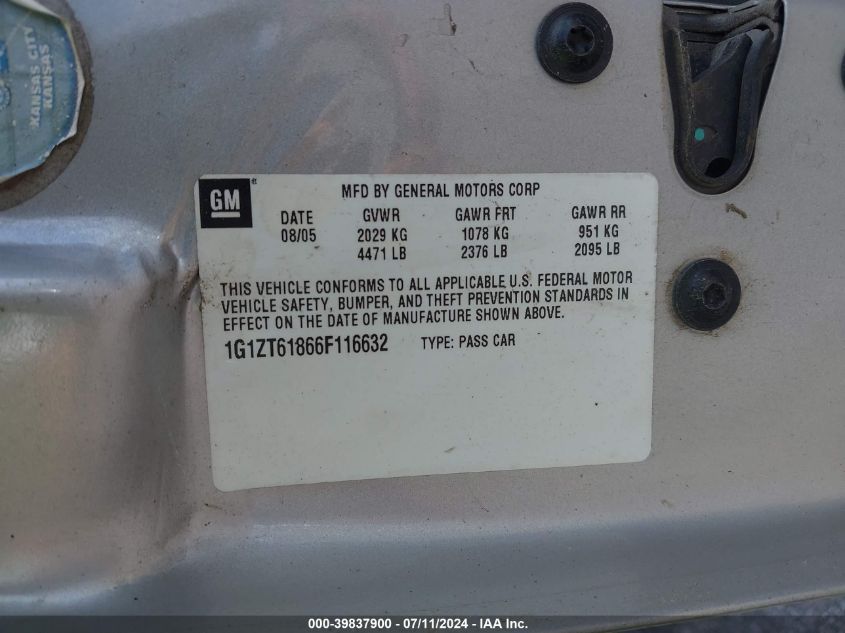 KANSAS CITY
KANSAS
GM
MFD BY GENERAL MOTORS CORP
DATE GVWR GAWR FRT GAWR RR
08/05 2029 KG 1078 KG 951 KG
4471 LB 2376 LB 2095 LB
THIS VEHICLE CONFORMS TO ALL APPLICABLE U.S. FEDERAL MOTOR
VEHICLE SAFETY, BUMPER, AND THEFT PREVENTION STANDARDS IN
EFFECT ON THE DATE OF MANUFACTURE SHOWN ABOVE.
1G1ZT61866F116632 TYPE: PASS CAR
000-39837900 - 07/11/2024 - IAA Inc.